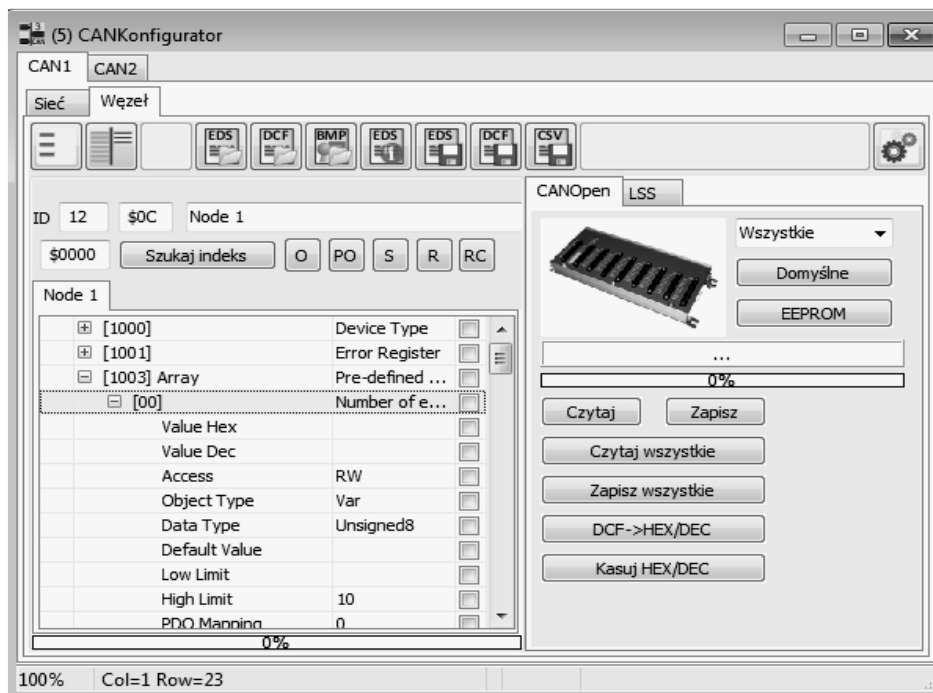 (5) CANKonfigurator
CAN1 CAN2
Sieć Węzeł
EDS DCF BMP EDS EDS DCF CSV
ID 12 $0C Node 1
$0000 Szukaj indeks O PO S R RC
Node 1
[1000] Device Type
[1001] Error Register
[1003] Array Pre-defined ...
[00] Number of e...
Value Hex
Value Dec
Access RW
Object Type Var
Data Type Unsigned8
Default Value
Low Limit
High Limit 10
PDO Mapping 0
0%
CANOpen LSS
Wszystkie
Domyślne
EEPROM
...
0%
Czytaj Zapisz
Czytaj wszystkie
Zapisz wszystkie
DCF->HEX/DEC
Kasuj HEX/DEC
100% Col=1 Row=23